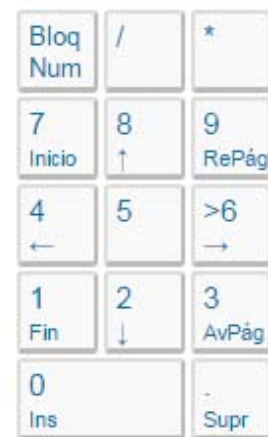 Bloq Num / *
7 Inicio 8 ↑ 9 RePág
4 ← 5 >6 →
1 Fin 2 ↓ 3 AvPág
0 Ins . Supr